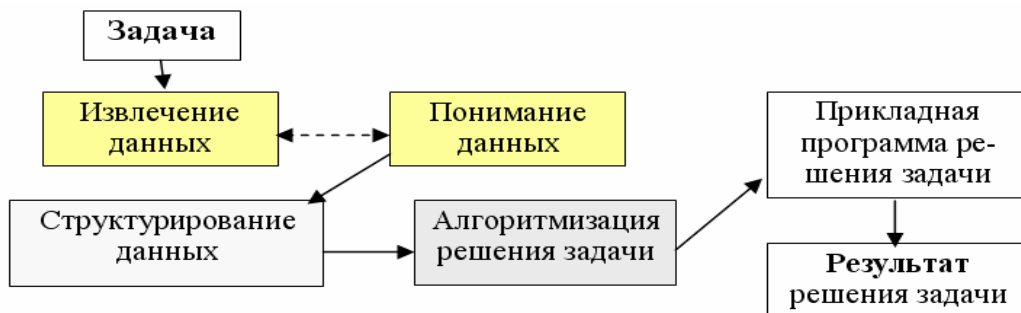 Задача
Извлечение
данных
Понимание
данных
Структурирование
данных
Алгоритмизация
решения задачи
Прикладная
программа ре-
шения задачи
Результат
решения задачи